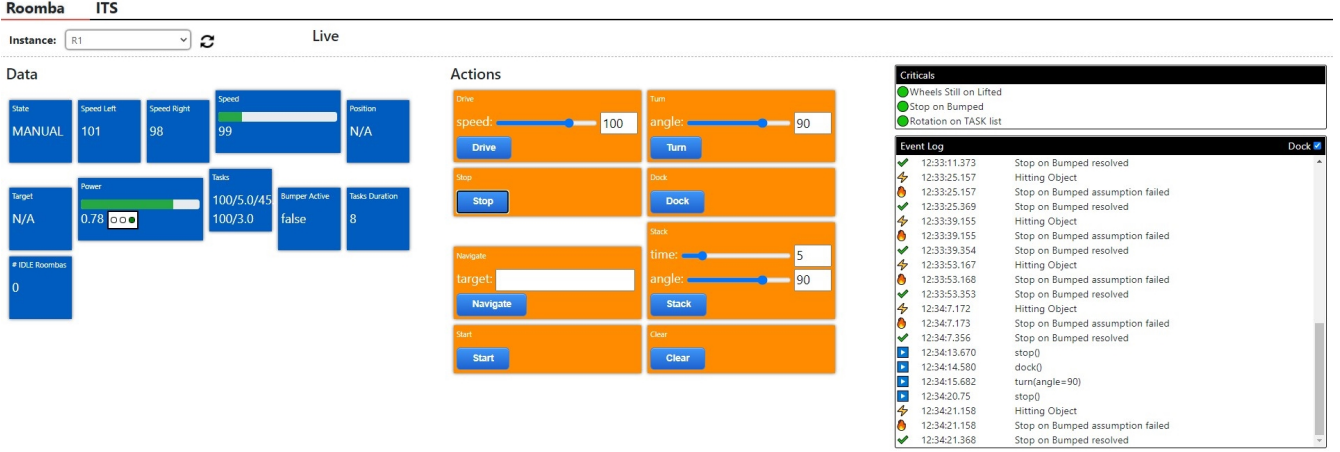 Roomba ITS
Instance: R1 Live
Data
State
MANUAL
Speed Left
101
Speed Right
98
Speed
99
Position
N/A
Target
N/A
Power
0.78
Tasks
100/5.0/45
100/3.0
Bumper Active
false
Tasks Duration
8
# IDLE Roombas
0
Actions
Drive
speed: 100
Drive
Turn
angle: 90
Turn
Stop
Stop
Dock
Dock
Navigate
target:
Navigate
Stack
time: 5
angle: 90
Stack
Start
Start
Clear
Clear
Criticals
Wheels Still on Lifted
Stop on Bumped
Rotation on TASK list
Event Log Dock
12:33:11.373 Stop on Bumped resolved
12:33:25.157 Hitting Object
12:33:25.157 Stop on Bumped assumption failed
12:33:25.369 Stop on Bumped resolved
12:33:39.155 Hitting Object
12:33:39.155 Stop on Bumped assumption failed
12:33:39.354 Stop on Bumped resolved
12:33:53.167 Hitting Object
12:33:53.168 Stop on Bumped assumption failed
12:33:53.353 Stop on Bumped resolved
12:34:7.172 Hitting Object
12:34:7.173 Stop on Bumped assumption failed
12:34:7.356 Stop on Bumped resolved
12:34:13.670 stop()
12:34:14.580 dock()
12:34:15.682 turn(angle=90)
12:34:20.75 stop()
12:34:21.158 Hitting Object
12:34:21.158 Stop on Bumped assumption failed
12:34:21.368 Stop on Bumped resolved